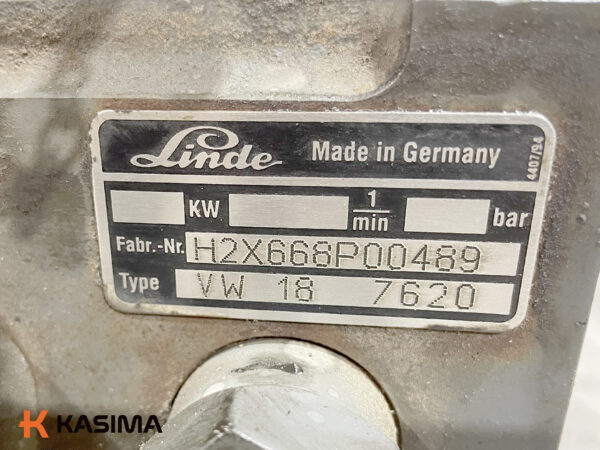 Linde Made in Germany
4407/94
KW 1/min bar
Fabr.-Nr. H2X668P00489
Type VW 18 7620
KASIMA